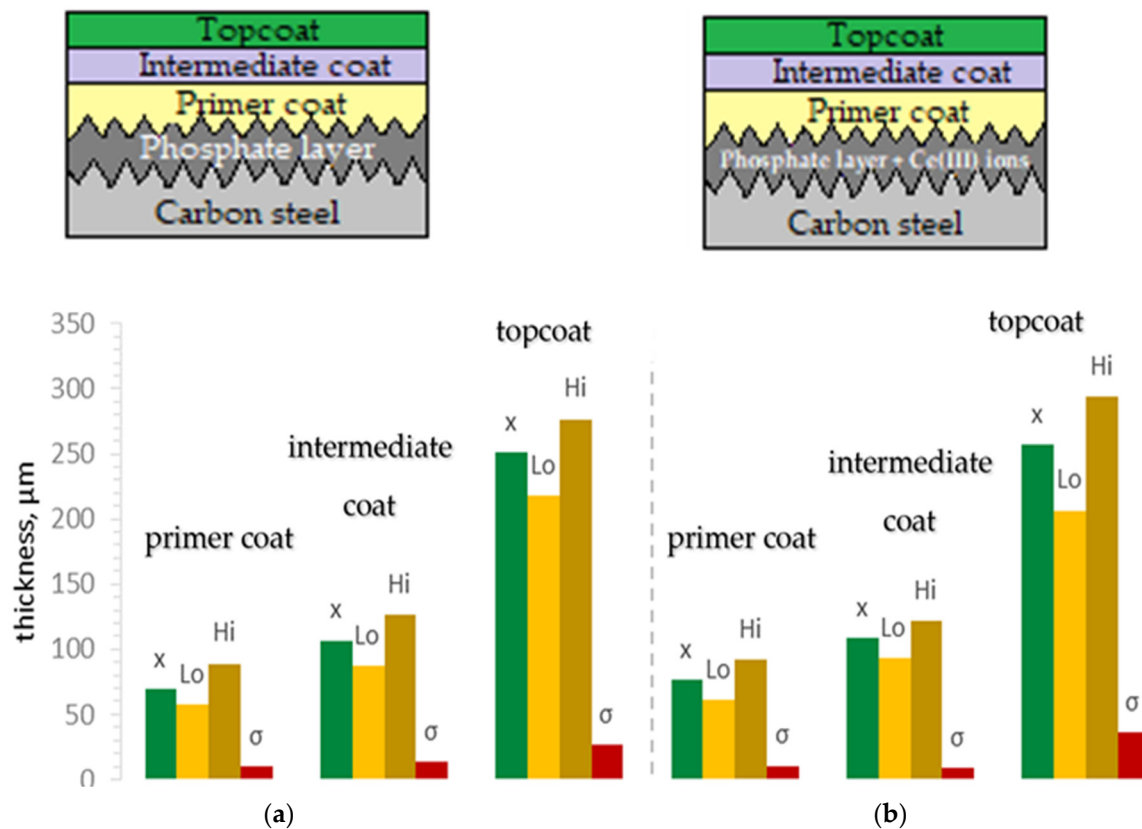 Topcoat
Intermediate coat
Primer coat
Phosphate layer
Carbon steel
Topcoat
Intermediate coat
Primer coat
Phosphate layer + Ce(III) ions
Carbon steel
thickness, µm
350
300
250
200
150
100
50
0
primer coat
x
Lo
Hi
σ
intermediate
coat
x
Lo
Hi
σ
topcoat
x
Lo
Hi
σ
primer coat
x
Lo
Hi
σ
intermediate
coat
x
Lo
Hi
σ
topcoat
x
Lo
Hi
σ
(a)
(b)